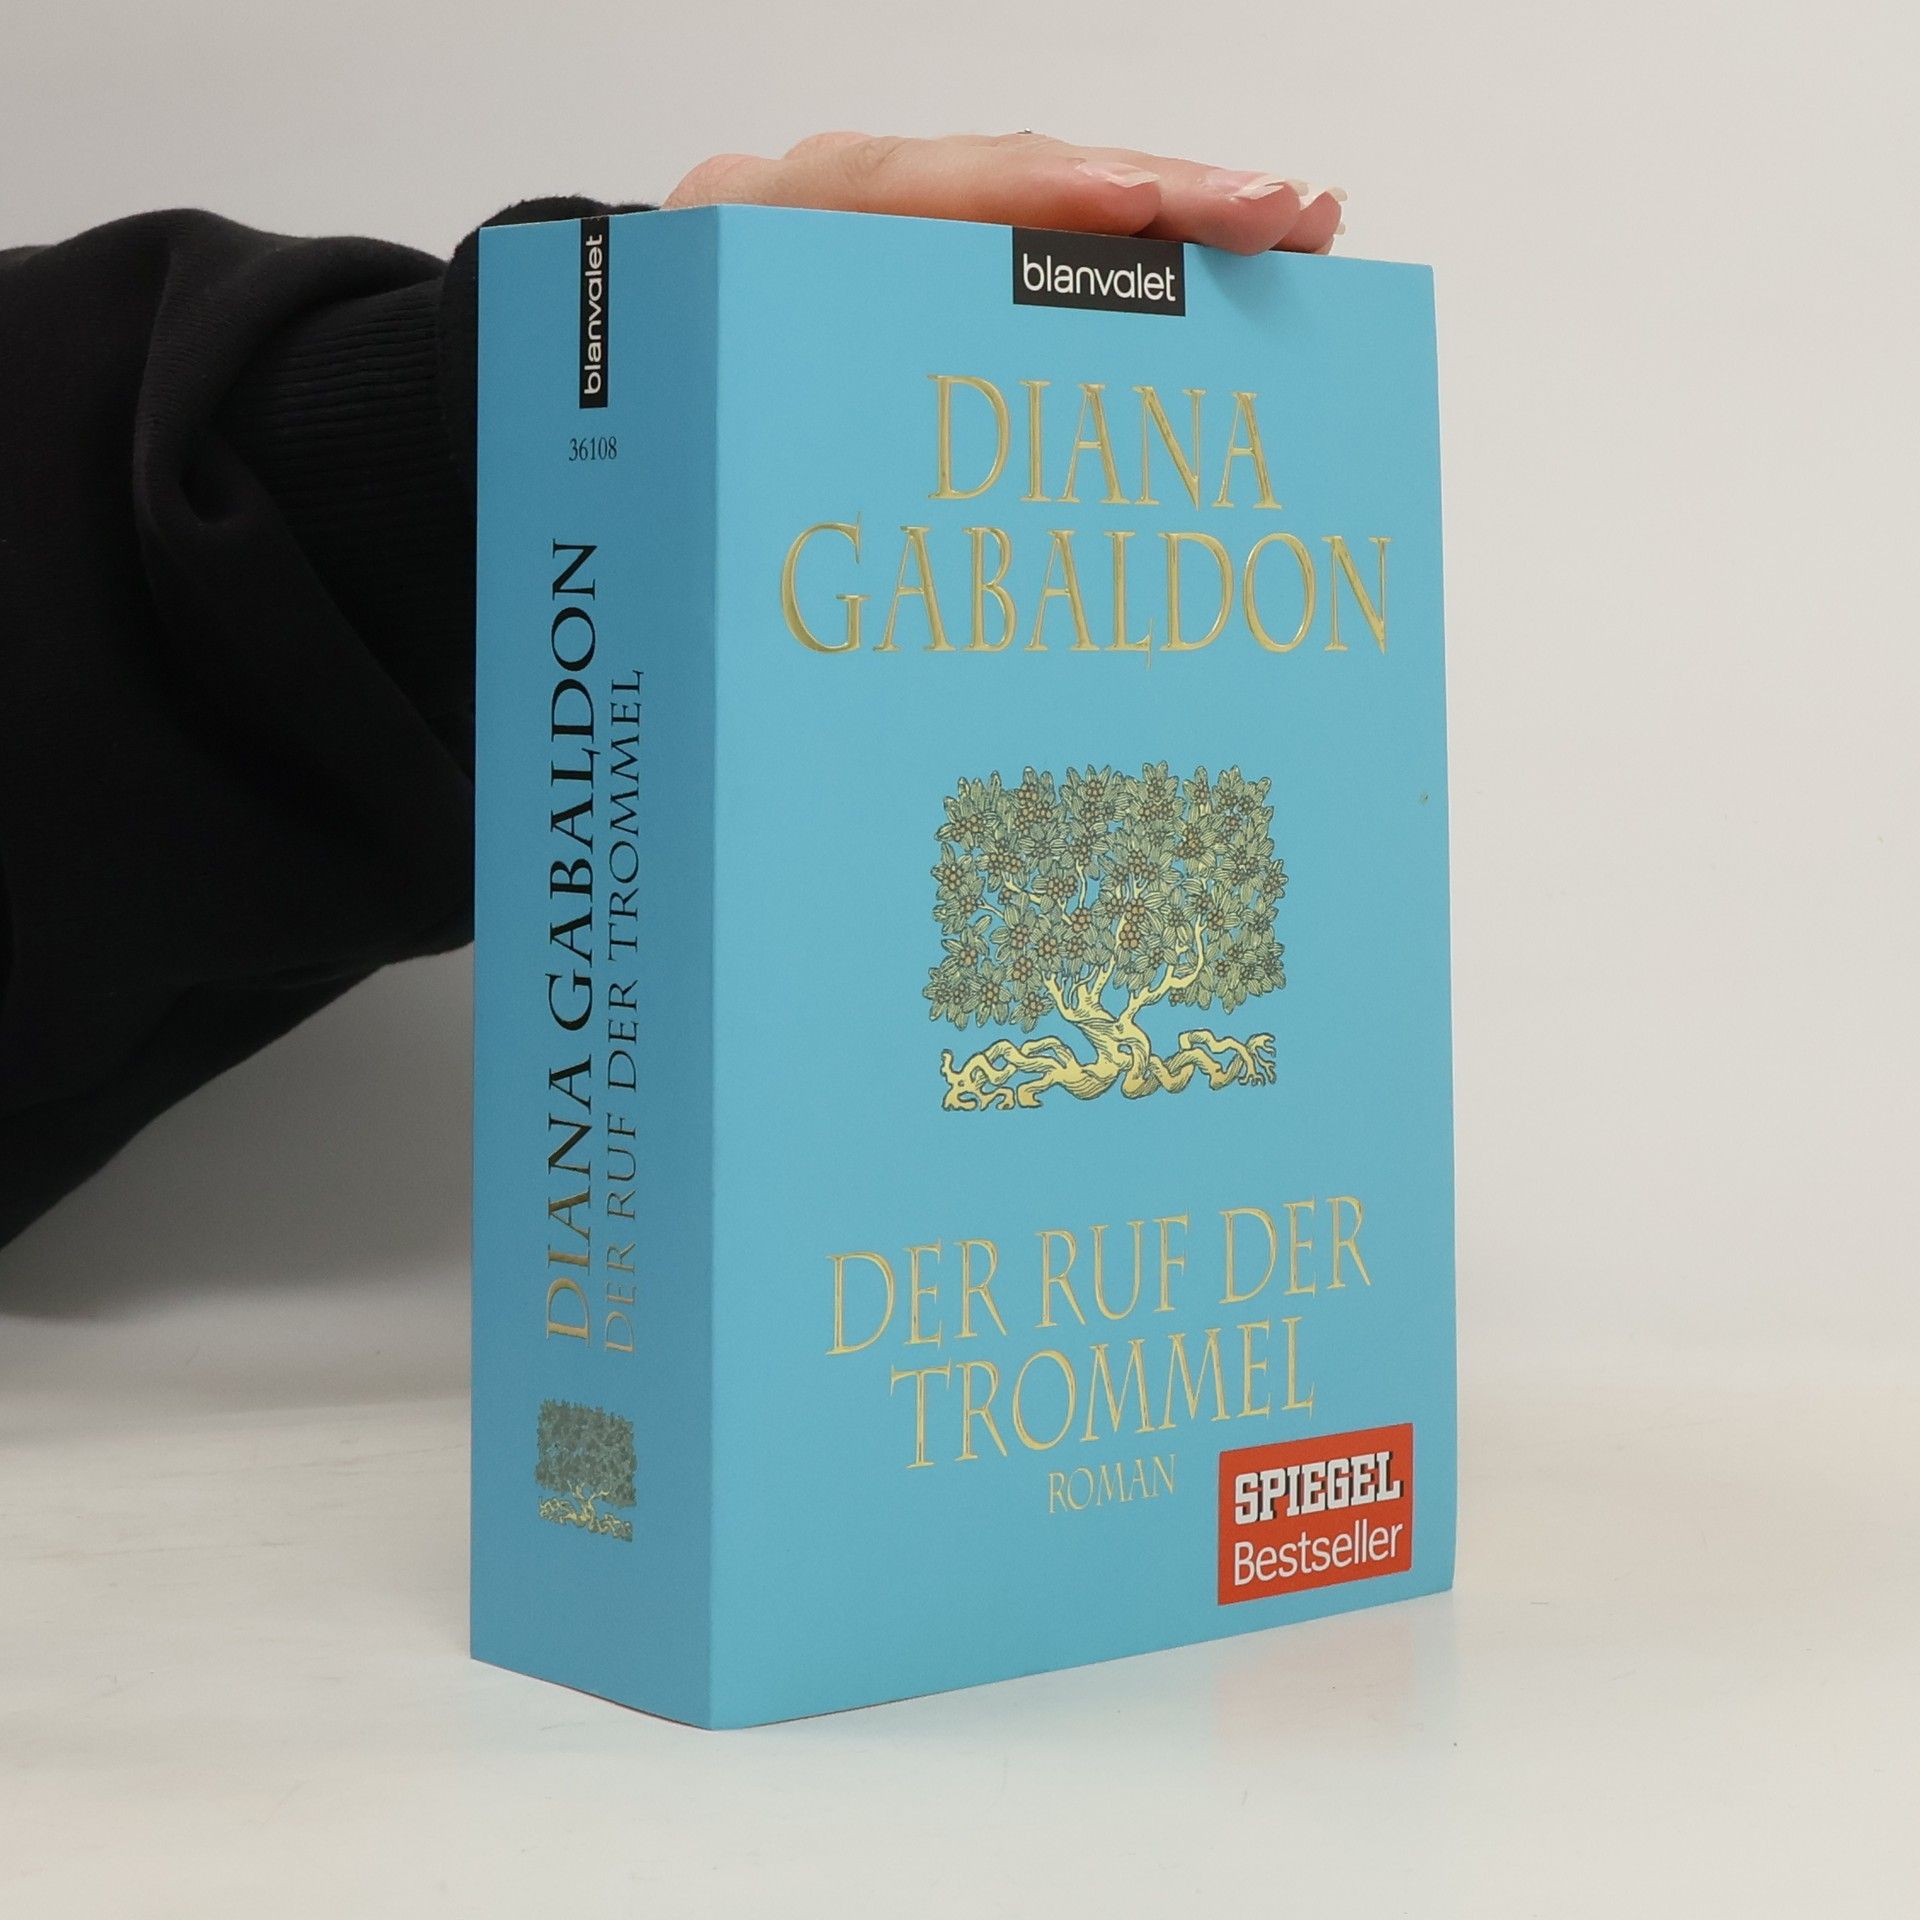 blanvalet
36108
DIANA GABALDON
DER RUF DER TROMMEL
blanvalet
DIANA
GABALDON
DER RUF DER
TROMMEL
ROMAN
SPIEGEL
Bestseller